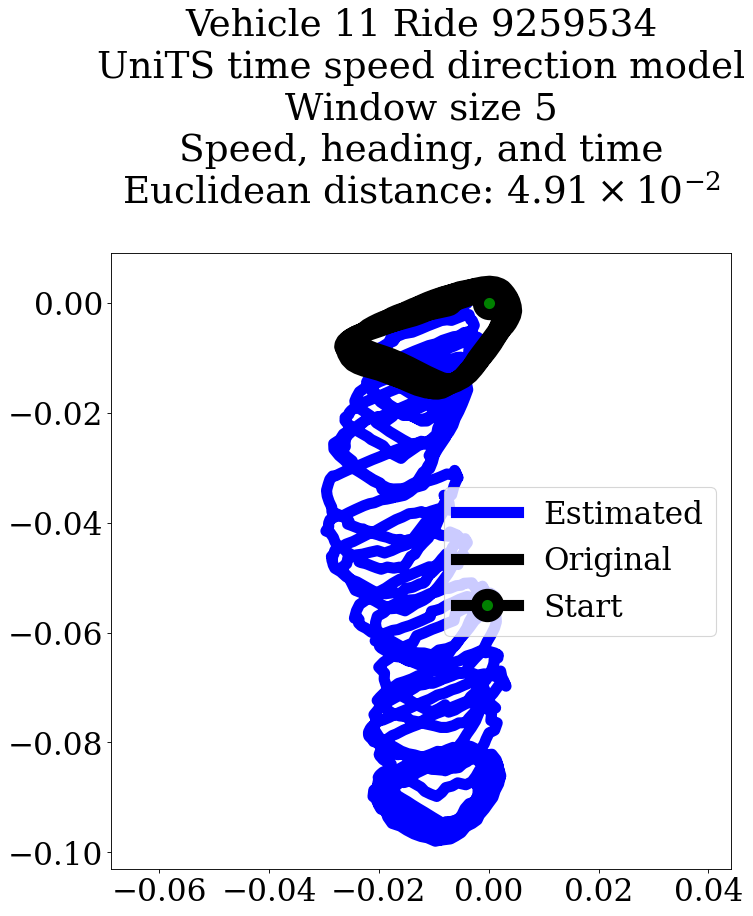 Vehicle 11 Ride 9259534
UniTS time speed direction model
Window size 5
Speed, heading, and time
Euclidean distance: 4.91 × 10⁻²
0.00
−0.02
−0.04
−0.06
−0.08
−0.10
Estimated
Original
Start
−0.06 −0.04 −0.02 0.00 0.02 0.04